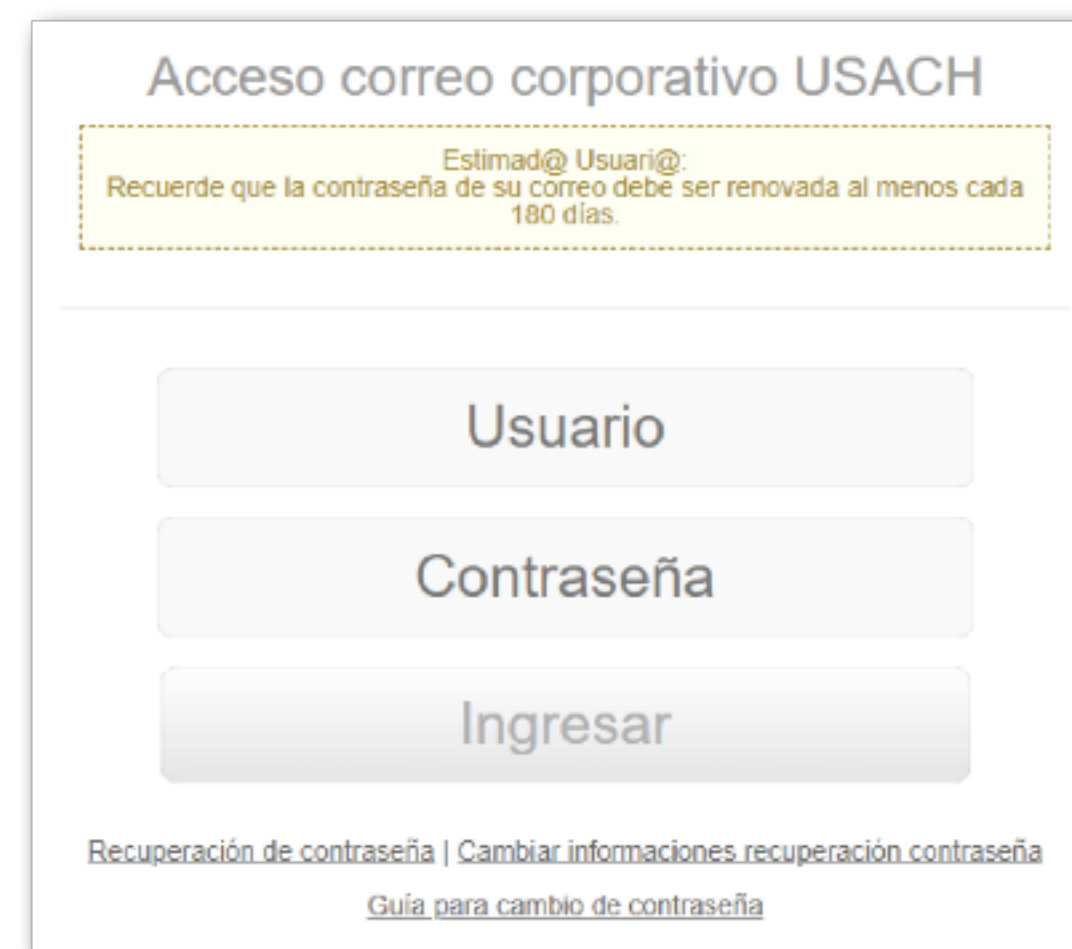 Acceso correo corporativo USACH
Estimad@ Usuari@:
Recuerde que la contraseña de su correo debe ser renovada al menos cada
180 días.
Usuario
Contraseña
Ingresar
Recuperación de contraseña | Cambiar informaciones recuperación contraseña
Guía para cambio de contraseña